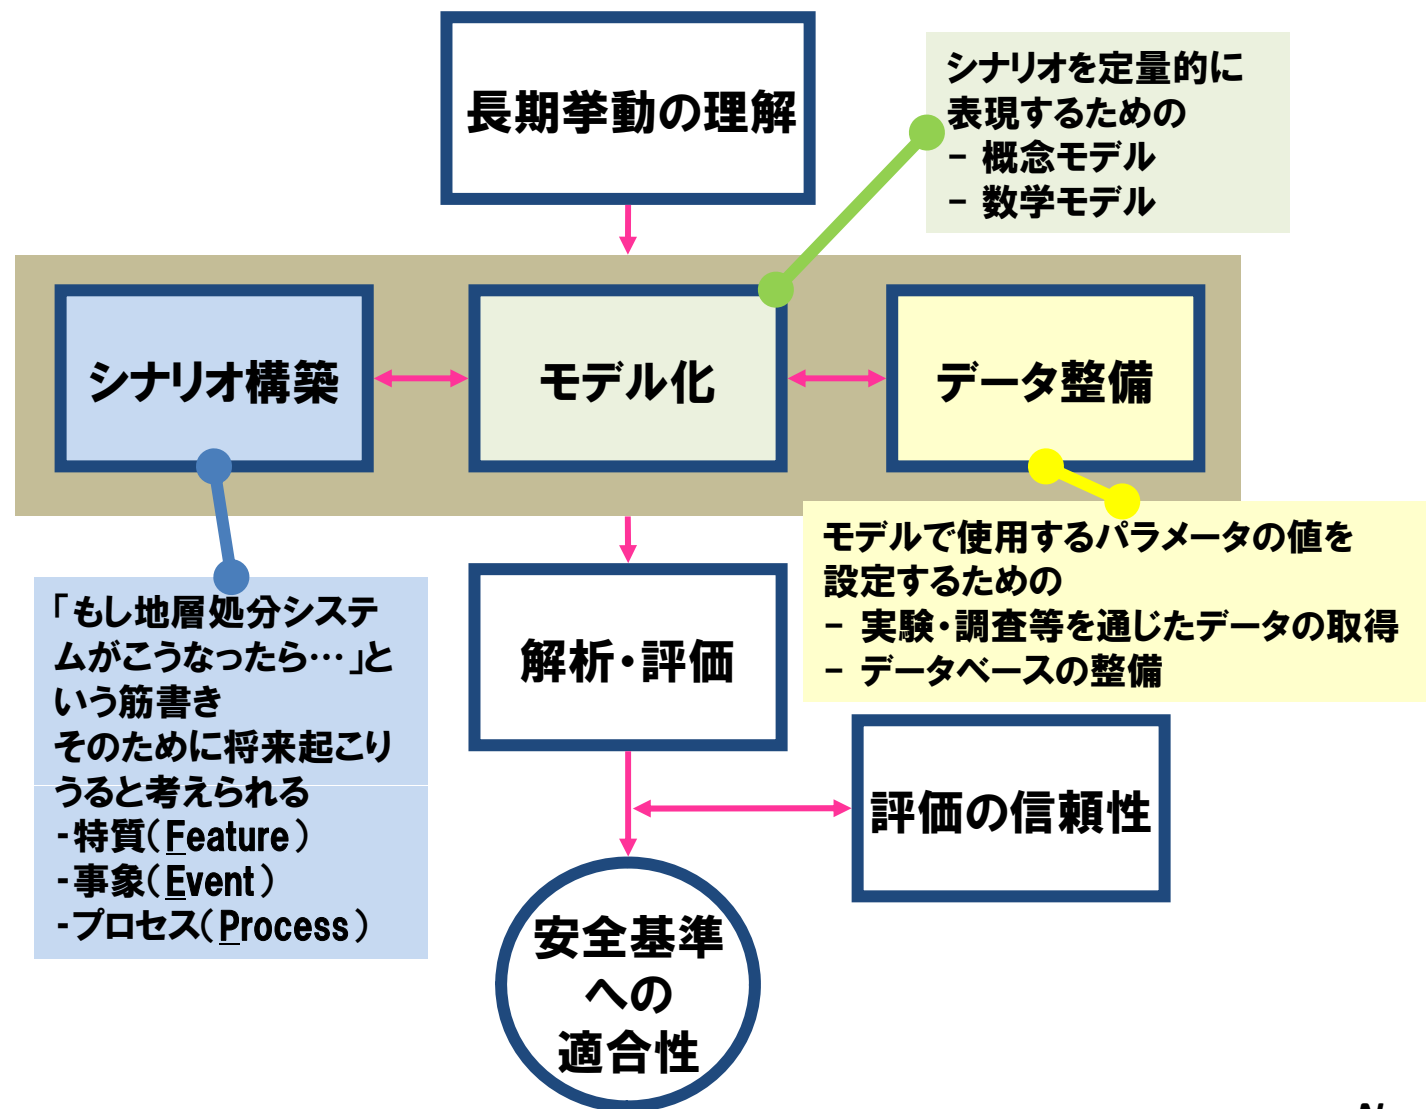 長期挙動の理解
シナリオを定量的に
表現するための
- 概念モデル
- 数学モデル
シナリオ構築
モデル化
データ整備
モデルで使用するパラメータの値を
設定するための
- 実験・調査等を通じたデータの取得
- データベースの整備
「もし地層処分システ
ムがこうなったら…」と
いう筋書き
そのために将来起こり
うると考えられる
-特質(Feature)
-事象(Event)
-プロセス(Process)
解析・評価
評価の信頼性
安全基準
への
適合性